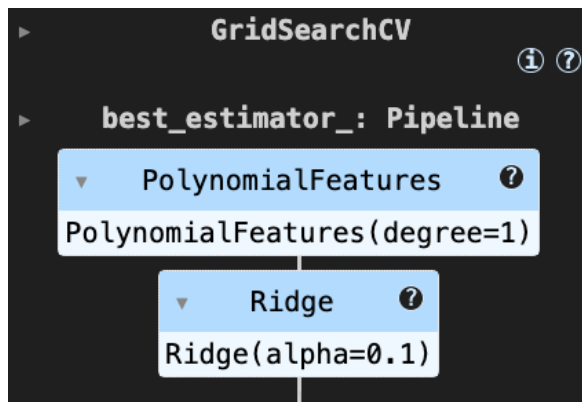 GridSearchCV
i ?
best_estimator_: Pipeline
PolynomialFeatures ?
PolynomialFeatures(degree=1)
Ridge ?
Ridge(alpha=0.1)